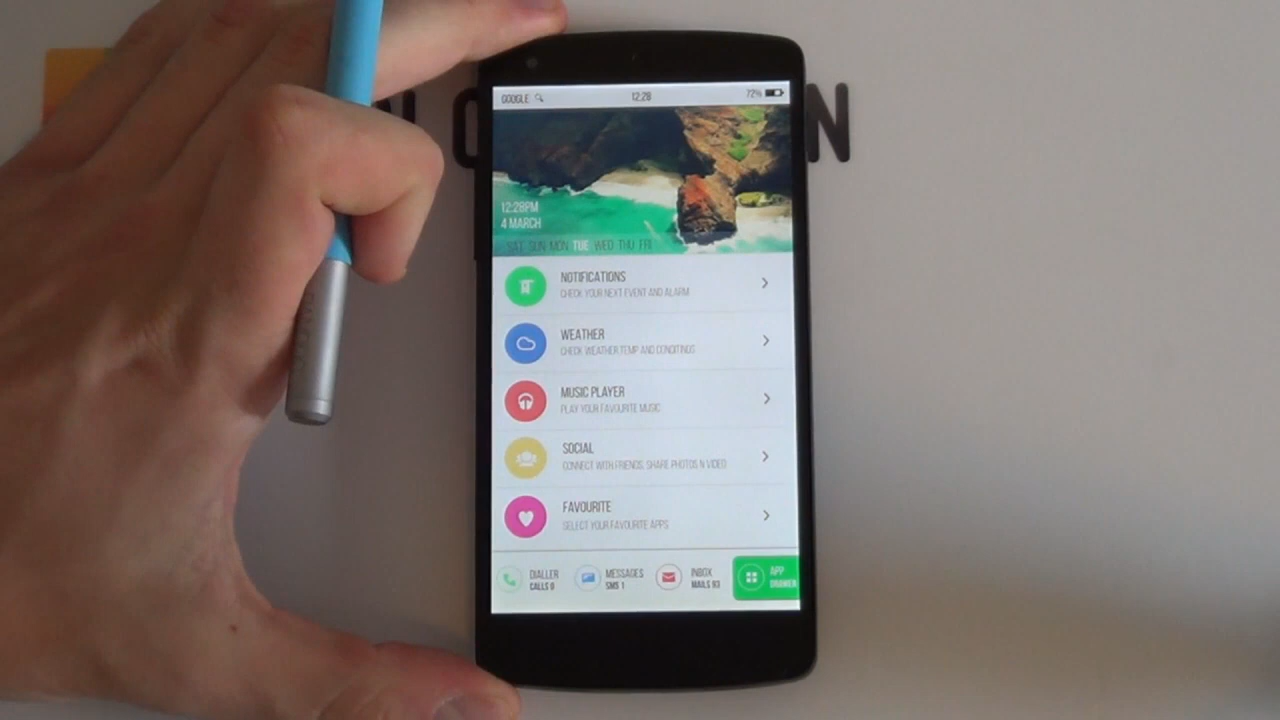 GOOGLE 12:28 72%
12:28PM
4 MARCH
SAT SUN MON TUE WED THU FRI
NOTIFICATIONS
CHECK YOUR NEXT EVENT AND ALARM
WEATHER
CHECK WEATHER,TEMP AND CONDITINGS
MUSIC PLAYER
PLAY YOUR FAVOURITE MUSIC
SOCIAL
CONNECT WITH FRIENDS, SHARE PHOTOS N VIDEO
FAVOURITE
SELECT YOUR FAVOURITE APPS
DIALLER
CALLS 0
MESSAGES
SMS 1
INBOX
MAILS 93
APP
DRAWER
N